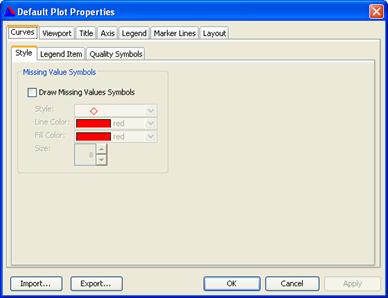 Default Plot Properties
Curves Viewport Title Axis Legend Marker Lines Layout
Style Legend Item Quality Symbols
Missing Value Symbols
Draw Missing Values Symbols
Style:
Line Color: red
Fill Color: red
Size: 8
Import... Export... OK Cancel Apply